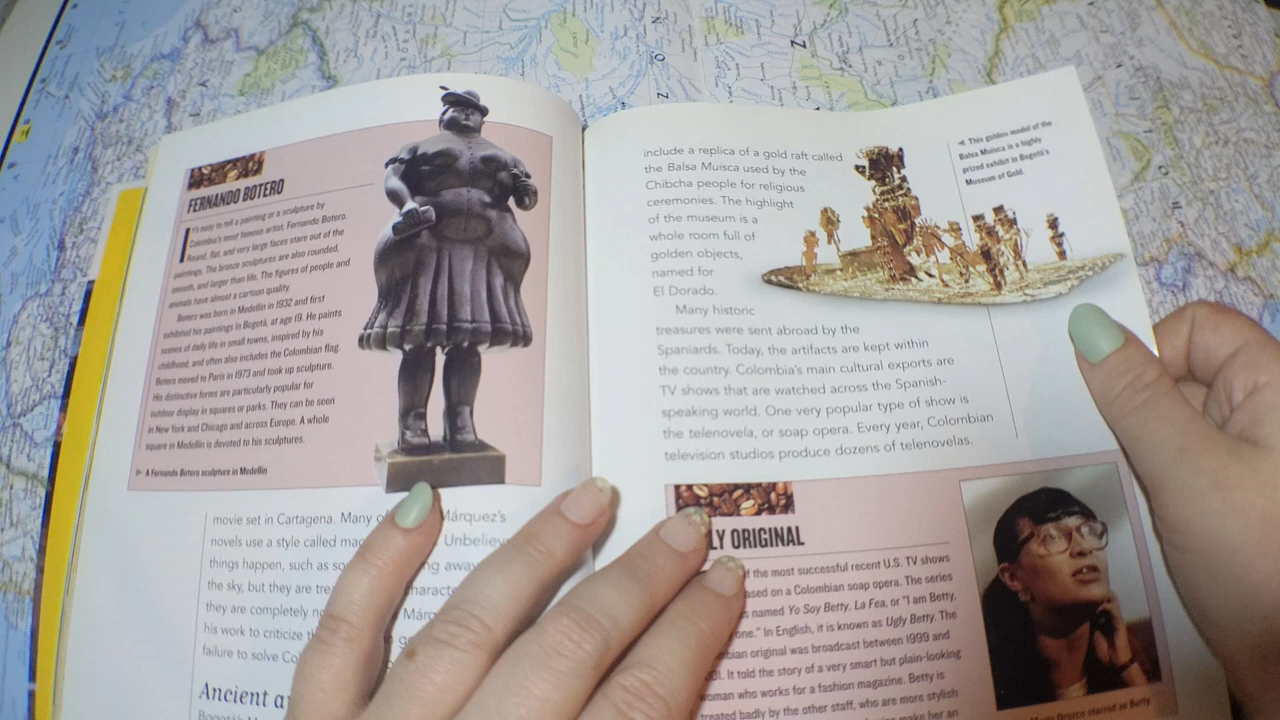 FERNANDO BOTERO
It's easy to tell a painting or a sculpture by
Colombia's most famous artist, Fernando Botero.
Round, flat, and very large faces stare out of the
paintings. The bronze sculptures are also rounded,
smooth, and larger than life. The figures of people and
animals have almost a cartoon quality.
Botero was born in Medellín in 1932 and first
exhibited his paintings in Bogotá, at age 19. He paints
scenes of daily life in small towns, inspired by his
childhood, and often also includes the Colombian flag.
Botero moved to Paris in 1973 and took up sculpture.
His distinctive forms are particularly popular for
outdoor display in squares or parks. They can be seen
in New York and Chicago and across Europe. A whole
square in Medellín is devoted to his sculptures.
A Fernando Botero sculpture in Medellín
movie set in Cartagena. Many Márquez's
novels use a style called Unbeliev
things happen, such as away
the sky, but they are
they are completely
his work to criticize
failure to solve
Ancient
include a replica of a gold raft called
the Balsa Muisca used by the
Chibcha people for religious
ceremonies. The highlight
of the museum is a
whole room full of
golden objects,
named for
El Dorado.
Many historic
treasures were sent abroad by the
Spaniards. Today, the artifacts are kept within
the country. Colombia's main cultural exports are
TV shows that are watched across the Spanish-
speaking world. One very popular type of show is
the telenovela, or soap opera. Every year, Colombian
television studios produce dozens of telenovelas.
This golden model of the
Balsa Muisca is a highly
prized exhibit in Bogotá's
Museum of Gold.
LY ORIGINAL
f the most successful recent U.S. TV shows
ased on a Colombian soap opera. The series
named Yo Soy Betty, La Fea, or "I am Betty,
one." In English, it is known as Ugly Betty. The
bian original was broadcast between 1999 and
It told the story of a very smart but plain-looking
woman who works for a fashion magazine. Betty is
treated badly by the other staff, who are more stylish
make her an
Orozco starred as Betty.